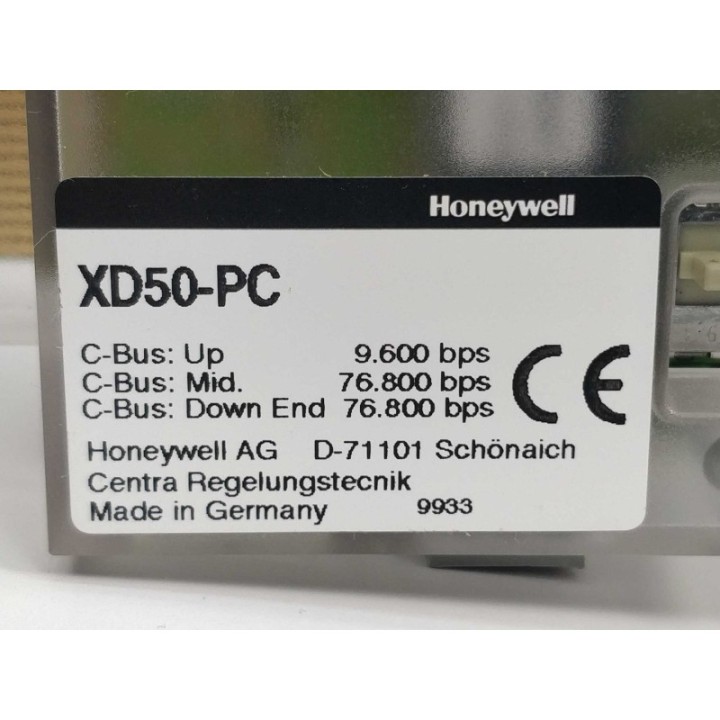 Honeywell
XD50-PC
C-Bus: Up 9.600 bps
C-Bus: Mid. 76.800 bps
C-Bus: Down End 76.800 bps
CE
Honeywell AG D-71101 Schönaich
Centra Regelungstecnik
Made in Germany 9933